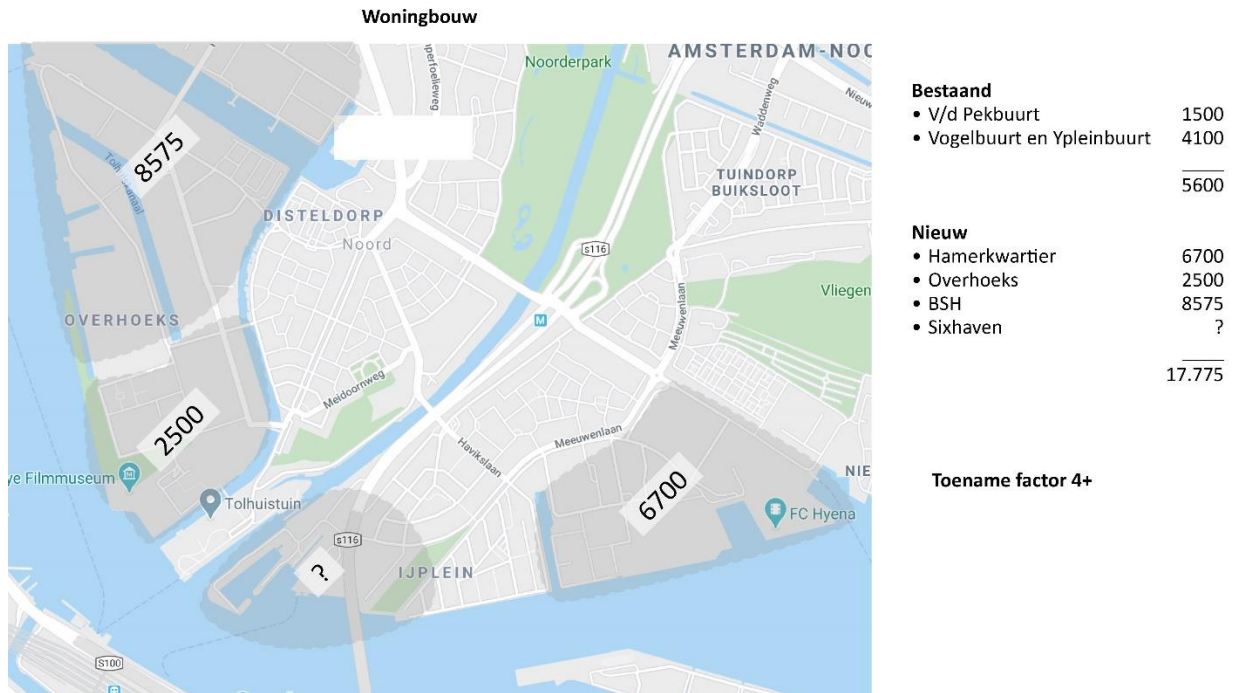 Woningbouw
AMSTERDAM-NOO
Noorderpark
Waddenweg
Nieuw
8575
TUINDORP
BUIKSLOOT
DISTELDORP
Noord
s116
Vliegen
M
OVERHOEKS
Meeuwenlaan
Meidoornweg
2500
Meeuwenlaan
Havikslaan
ye Filmmuseum
6700
NIE
Tolhuistuin
FC Hyena
s116
?
IJPLEIN
S100
Bestaand
• V/d Pekbuurt 1500
• Vogelbuurt en Ypleinbuurt 4100
5600
Nieuw
• Hamerkwartier 6700
• Overhoeks 2500
• BSH 8575
• Sixhaven ?
17.775
Toename factor 4+